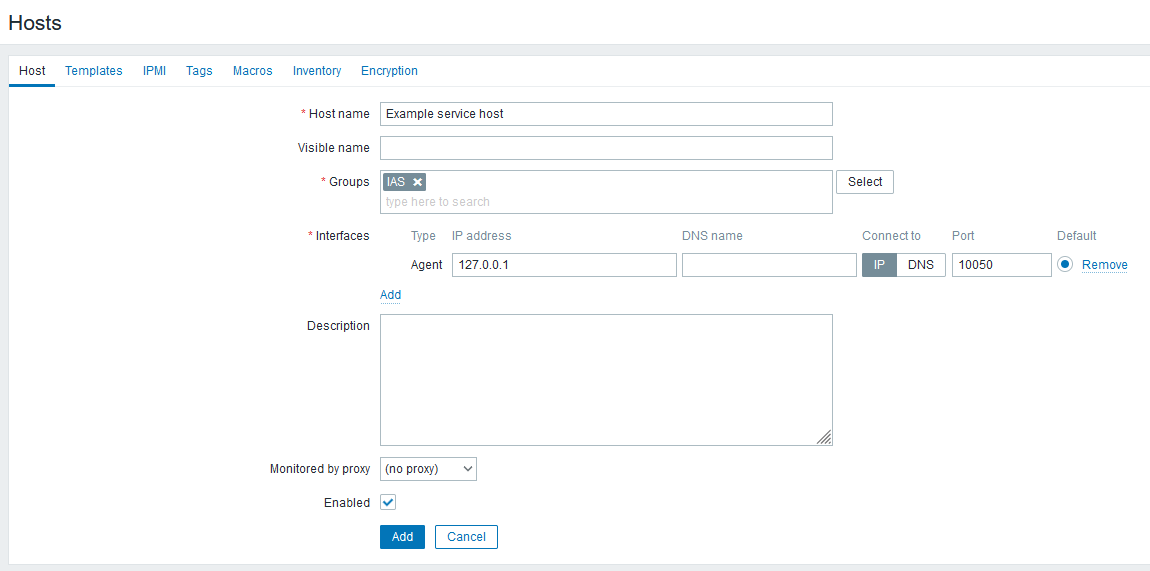 Hosts
Host Templates IPMI Tags Macros Inventory Encryption
* Host name Example service host
Visible name
* Groups IAS Select
type here to search
* Interfaces Type IP address DNS name Connect to Port Default
Agent 127.0.0.1 IP DNS 10050 Remove
Add
Description
Monitored by proxy (no proxy)
Enabled
Add Cancel